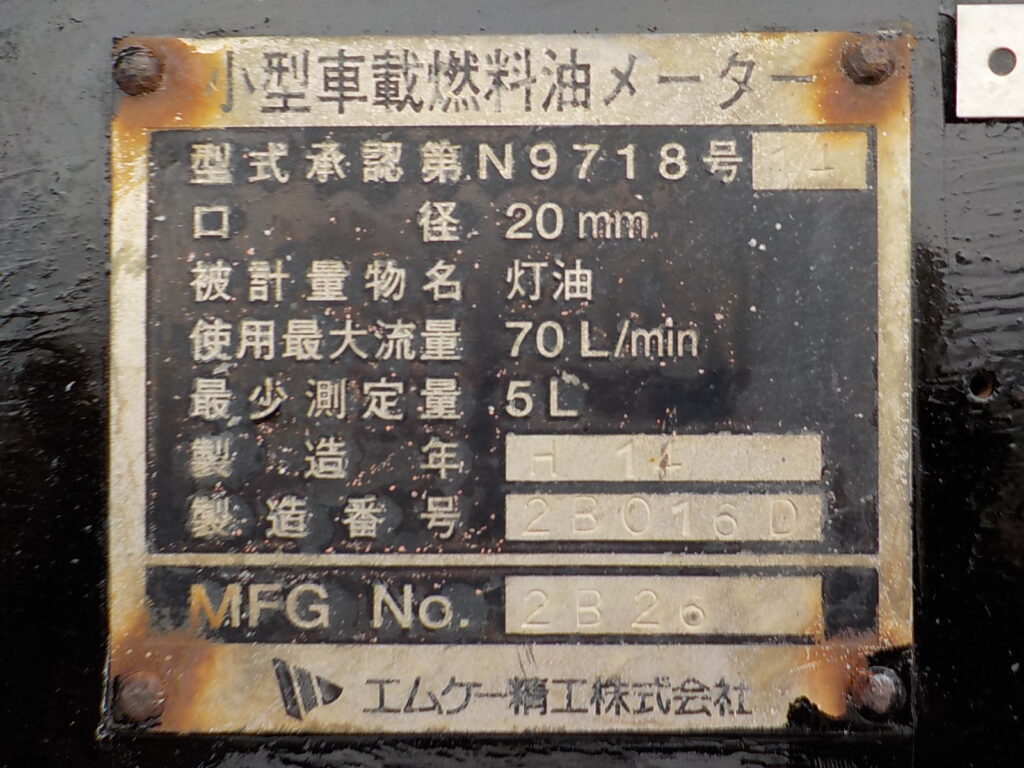 小型車載燃料油メーター
型式承認第N9718号 14
口径 20 mm
被計量物名 灯油
使用最大流量 70 L/min
最少測定量 5 L
製造年 H 14
製造番号 2B016D
MFG No. 2B26
エムケー精工株式会社